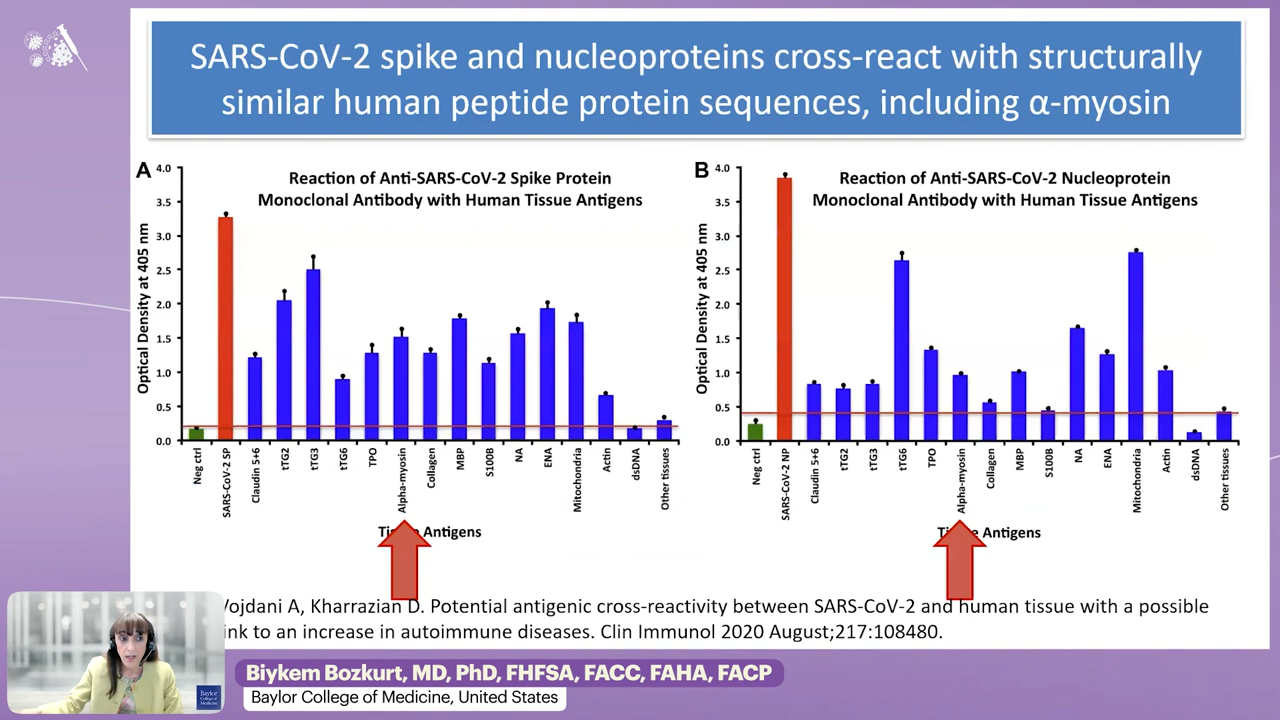 SARS-CoV-2 spike and nucleoproteins cross-react with structurally
similar human peptide protein sequences, including α-myosin
A
Reaction of Anti-SARS-CoV-2 Spike Protein
Monoclonal Antibody with Human Tissue Antigens
Optical Density at 405 nm
4.0
3.5
3.0
2.5
2.0
1.5
1.0
0.5
0.0
Neg ctrl
SARS-CoV-2 SP
Claudin 5+6
tTG2
tTG3
tTG6
TPO
Alpha-myosin
Collagen
MBP
S100B
NA
ENA
Mitochondria
Actin
dsDNA
Other tissues
Antigens
B
Reaction of Anti-SARS-CoV-2 Nucleoprotein
Monoclonal Antibody with Human Tissue Antigens
Optical Density at 405 nm
4.0
3.5
3.0
2.5
2.0
1.5
1.0
0.5
0.0
Neg ctrl
SARS-CoV-2 NP
Claudin 5+6
tTG2
tTG3
tTG6
TPO
Alpha-myosin
Collagen
MBP
S100B
NA
ENA
Mitochondria
Actin
dsDNA
Other tissues
Antigens
Vojdani A, Kharrazian D. Potential antigenic cross-reactivity between SARS-CoV-2 and human tissue with a possible
ink to an increase in autoimmune diseases. Clin Immunol 2020 August;217:108480.
Baylor
College of
Medicine
Biykem Bozkurt, MD, PhD, FHFSA, FACC, FAHA, FACP
Baylor College of Medicine, United States